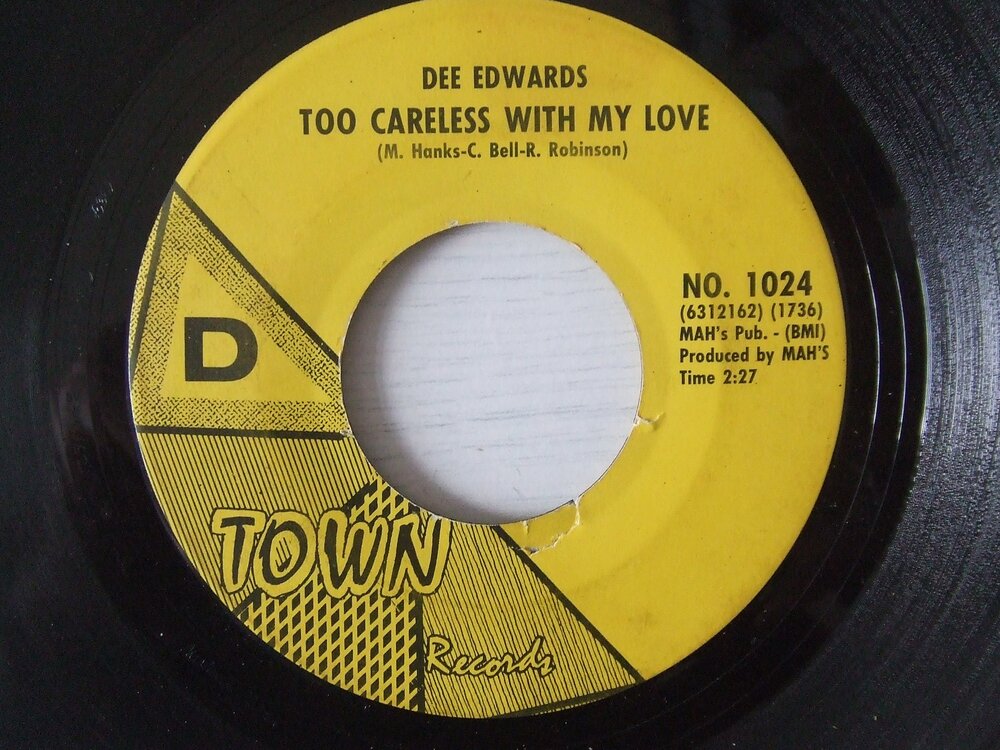 DEE EDWARDS
TOO CARELESS WITH MY LOVE
(M. Hanks-C. Bell-R. Robinson)
NO. 1024
(6312162) (1736)
MAH's Pub. - (BMI)
Produced by MAH'S
Time 2:27
D
TOWN
Records